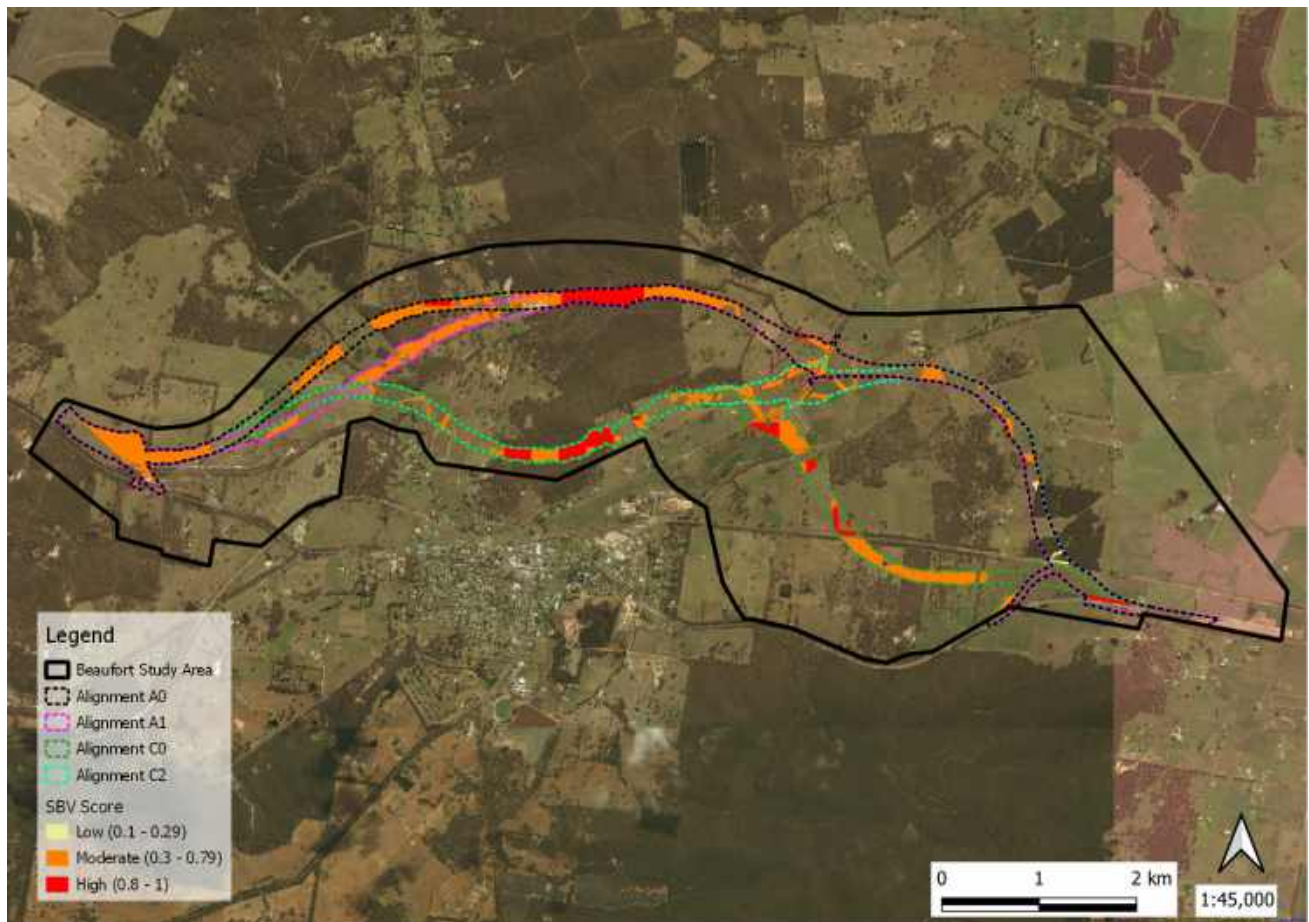 Legend
Beaufort Study Area
Alignment A0
Alignment A1
Alignment C0
Alignment C2
SBV Score
Low (0.1 - 0.29)
Moderate (0.3 - 0.79)
High (0.8 - 1)
0 1 2 km
1:45,000